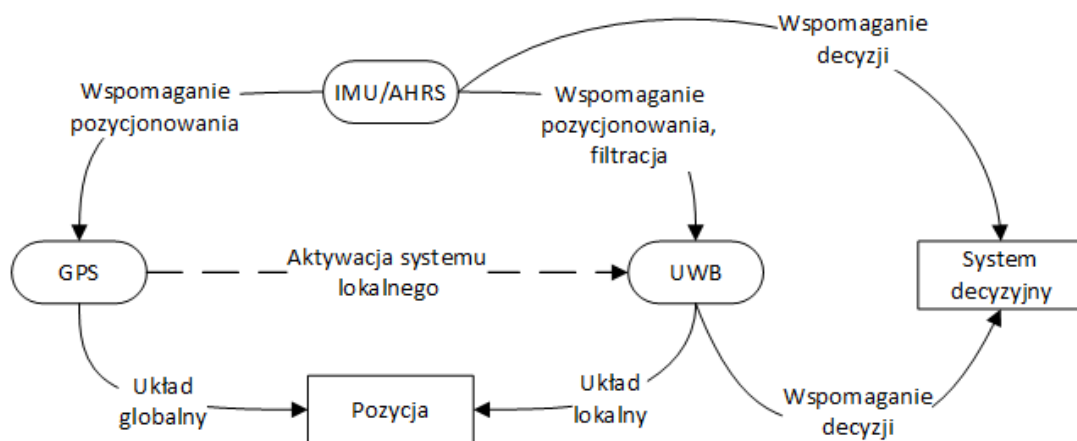 Wspomaganie
decyzji
IMU/AHRS
Wspomaganie
pozycjonowania
Wspomaganie
pozycjonowania,
filtracja
GPS
Aktywacja systemu
lokalnego
UWB
System
decyzyjny
Układ
globalny
Pozycja
Układ
lokalny
Wspomaganie
decyzji